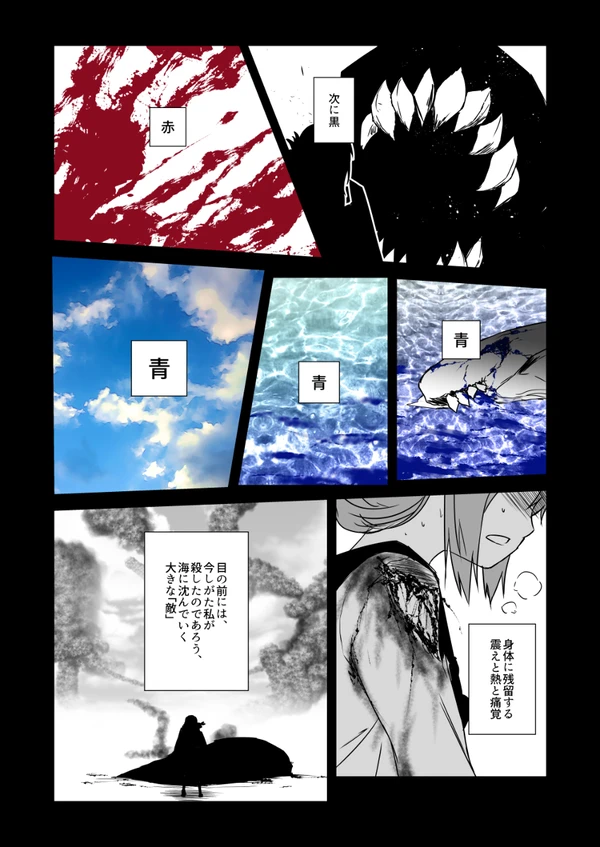 次に黒
赤
青
青
青
身体に残留する
震えと熱と痛覚
目の前には、
今しがた私が
殺したのであろう、
海に沈んでいく
大きな「敵」